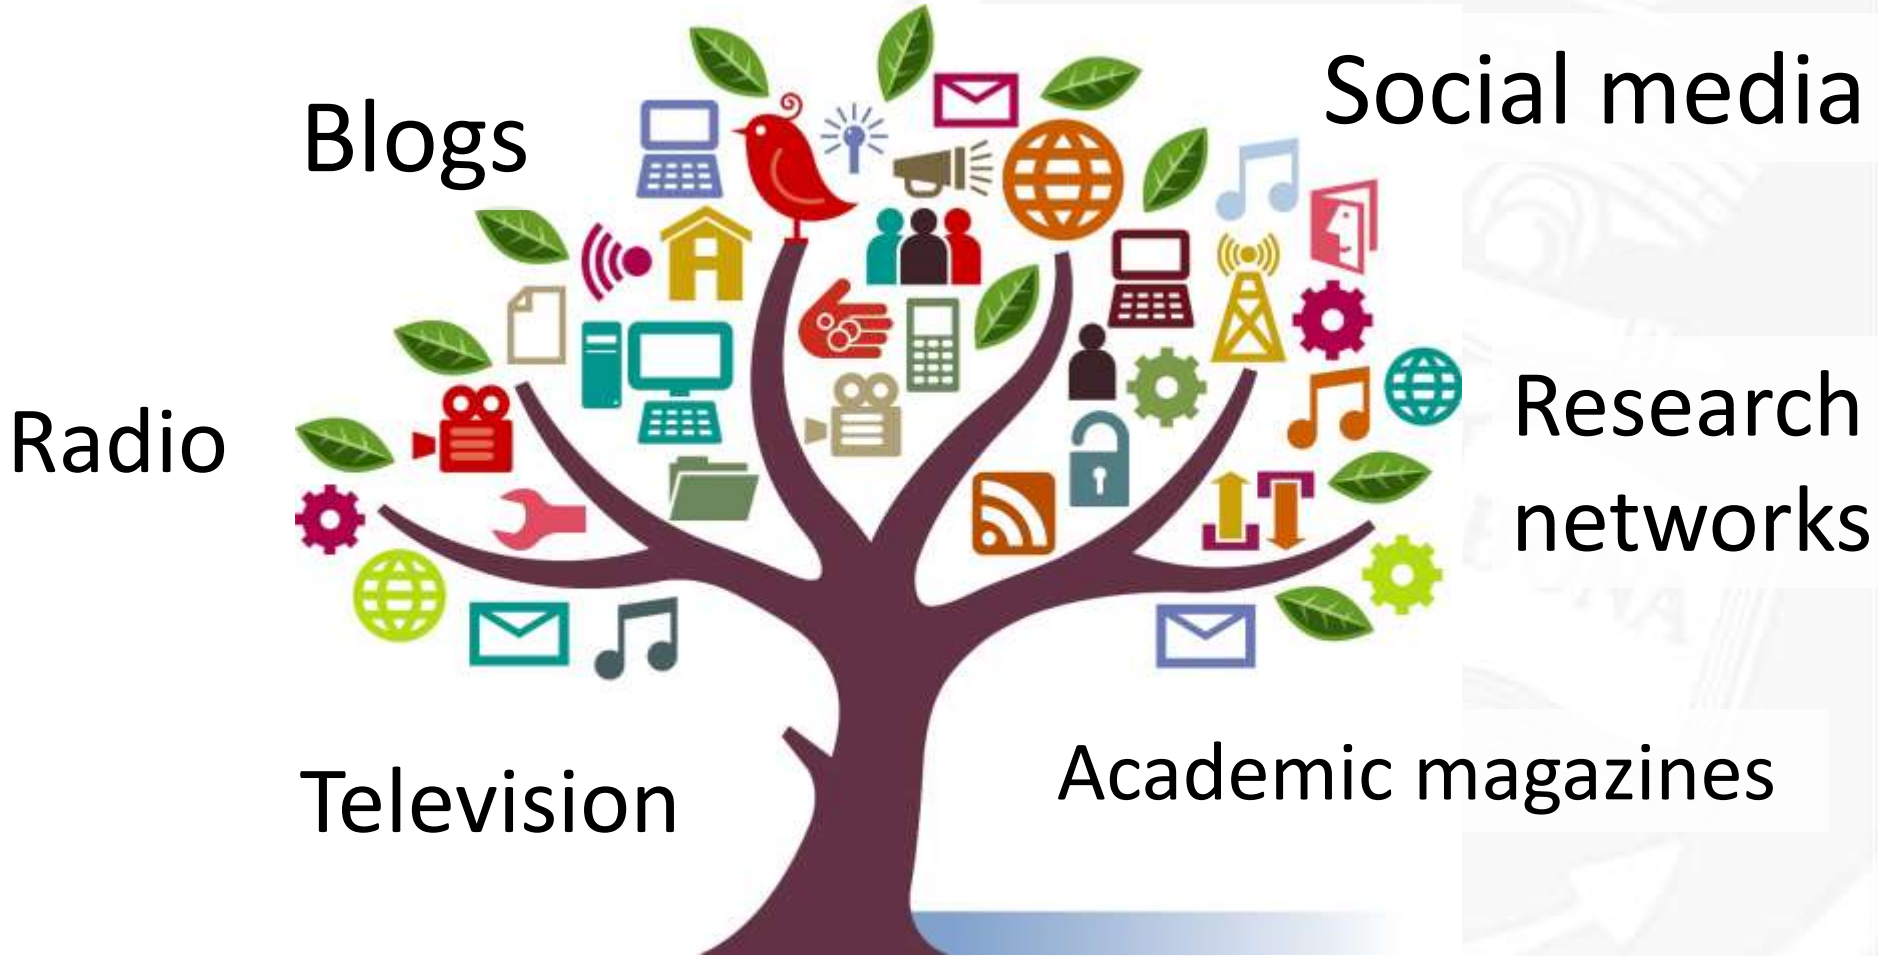 Blogs
Social media
Radio
Research
networks
Television
Academic magazines